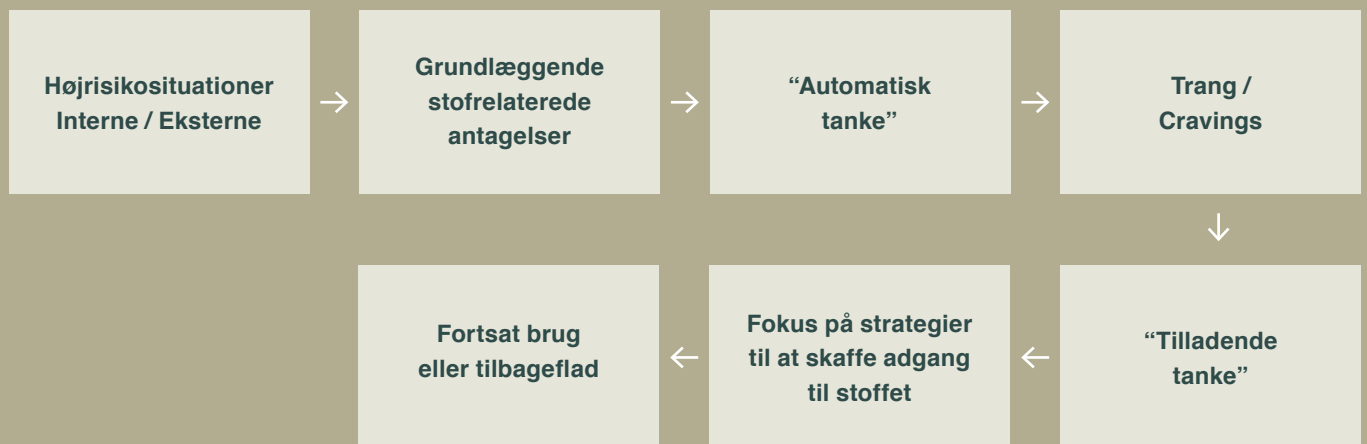 Højrisikosituationer
Interne / Eksterne
Grundlæggende
stofrelaterede
antagelser
“Automatisk
tanke”
Trang /
Cravings
“Tilladende
tanke”
Fokus på strategier
til at skaffe adgang
til stoffet
Fortsat brug
eller tilbageflad